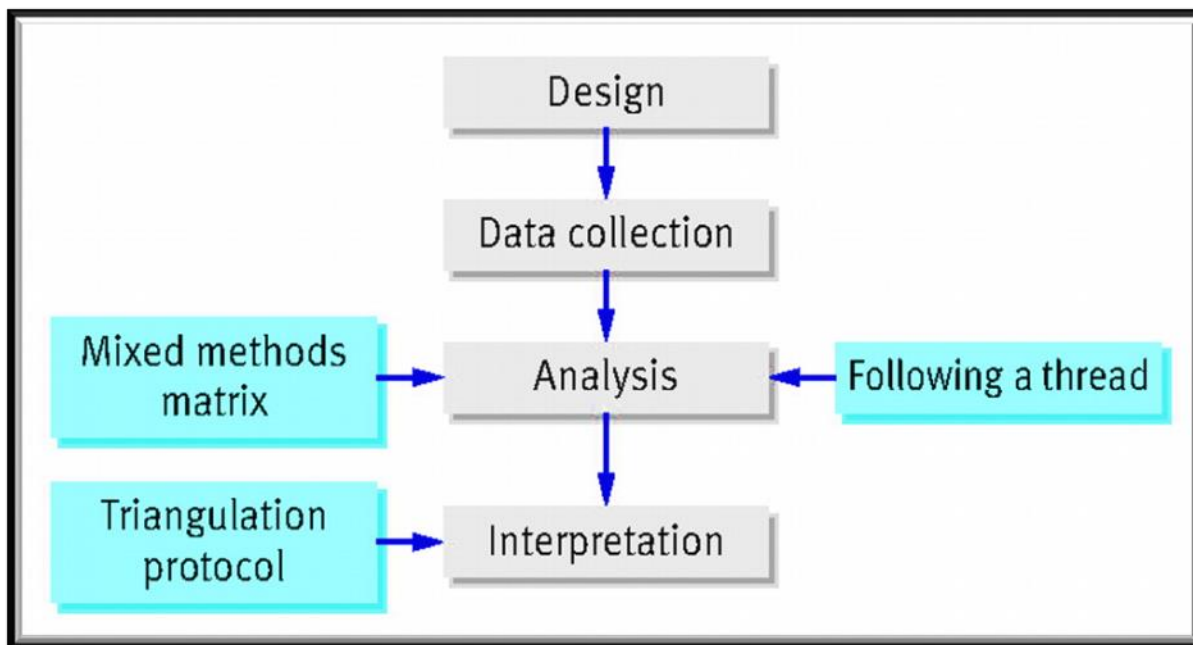 Design
Data collection
Mixed methods
matrix
Analysis
Following a thread
Triangulation
protocol
Interpretation